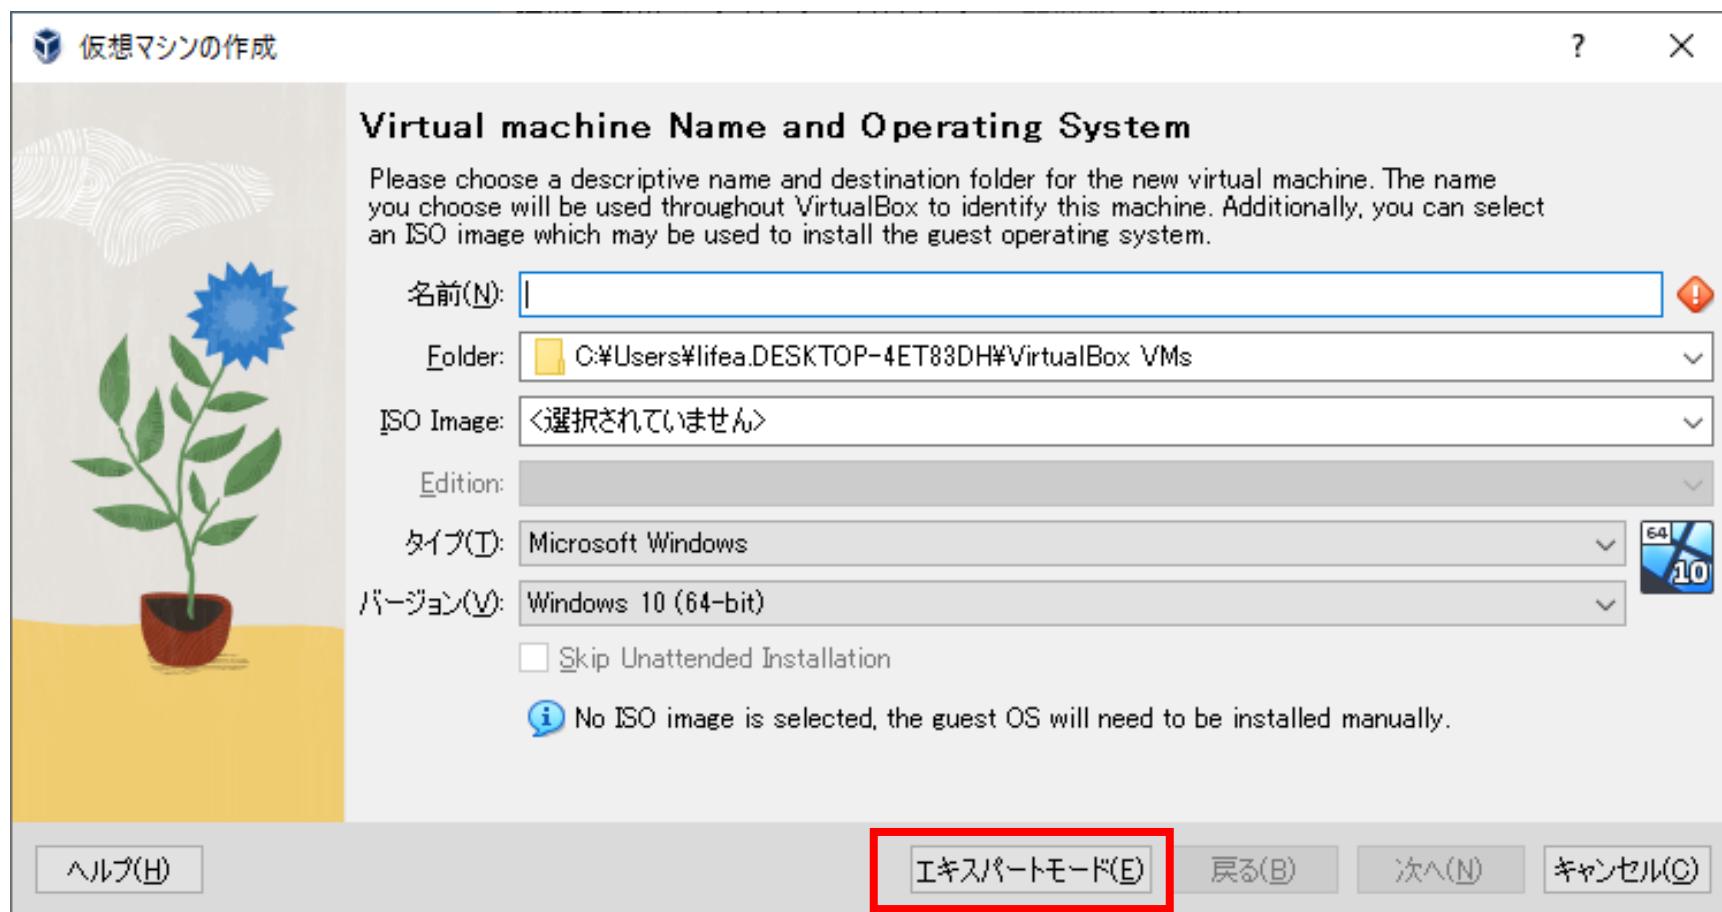 仮想マシンの作成
?
Virtual machine Name and Operating System
Please choose a descriptive name and destination folder for the new virtual machine. The name
you choose will be used throughout VirtualBox to identify this machine. Additionally, you can select
an ISO image which may be used to install the guest operating system.
名前(N):
Folder: C:¥Users¥lifea.DESKTOP-4ET83DH¥VirtualBox VMs
ISO Image: <選択されていません>
Edition:
タイプ(T): Microsoft Windows
64
10
バージョン(V): Windows 10 (64-bit)
Skip Unattended Installation
No ISO image is selected, the guest OS will need to be installed manually.
ヘルプ(H) エキスパートモード(E) 戻る(B) 次へ(N) キャンセル(C)